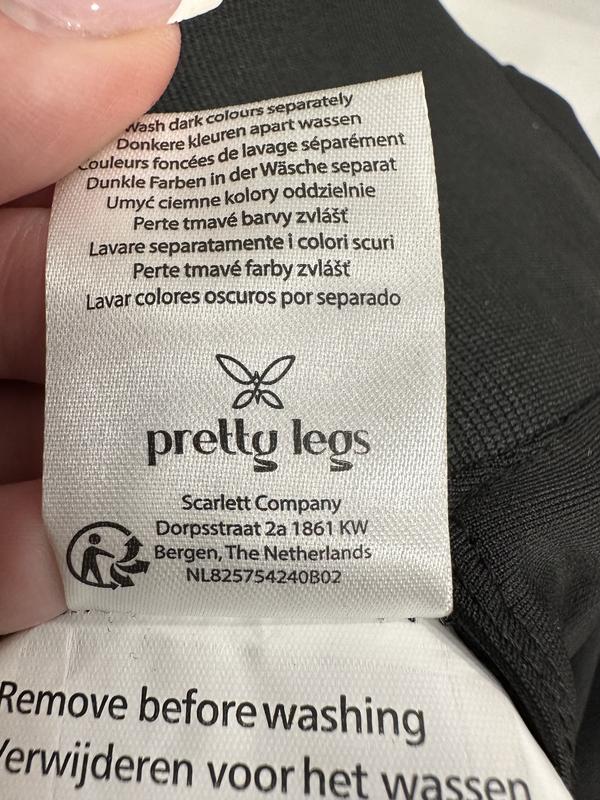 Wash dark colours separately
Donkere kleuren apart wassen
Couleurs foncées de lavage séparément
Dunkle Farben in der Wäsche separat
Umyć ciemne kolory oddzielnie
Perte tmavé barvy zvlášť
Lavare separatamente i colori scuri
Perte tmavé farby zvlášť
Lavar colores oscuros por separado
pretty legs
Scarlett Company
Dorpsstraat 2a 1861 KW
Bergen, The Netherlands
NL825754240B02
Remove before washing
Verwijderen voor het wassen